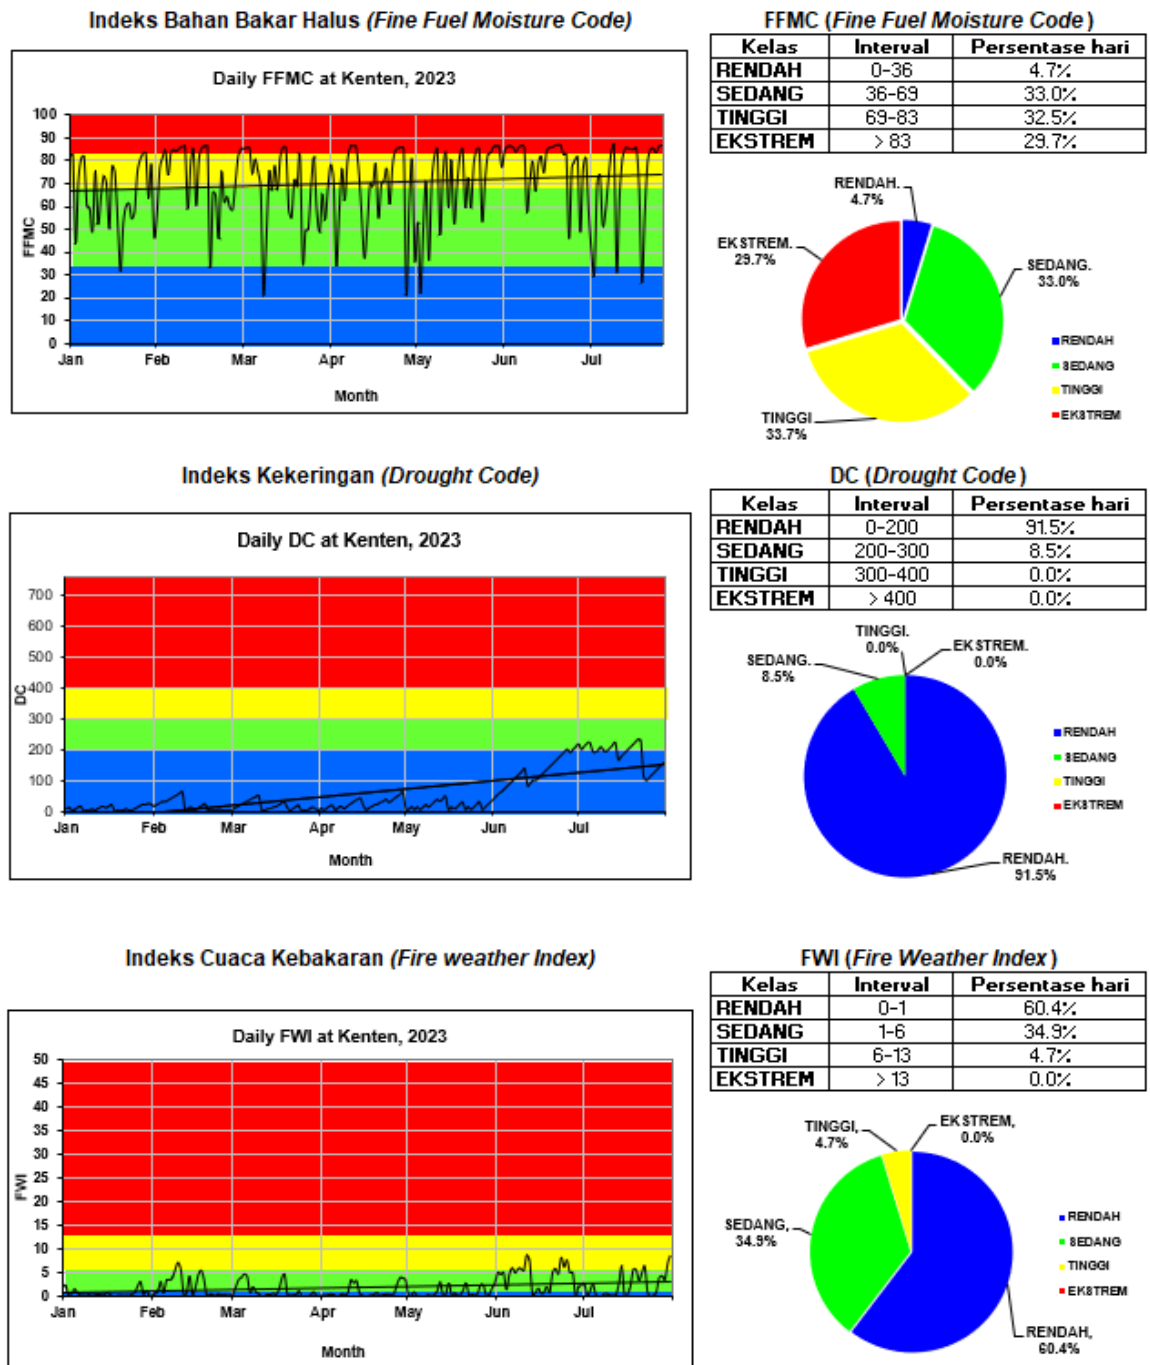 Indeks Bahan Bakar Halus (Fine Fuel Moisture Code)
Daily FFMC at Kenten, 2023
100
90
80
70
60
50
40
30
20
10
0
FFMC
Jan Feb Mar Apr May Jun Jul
Month
FFMC (Fine Fuel Moisture Code)
Kelas Interval Persentase hari
RENDAH 0-36 4.7%
SEDANG 36-69 33.0%
TINGGI 69-83 32.5%
EKSTREM > 83 29.7%
RENDAH.
4.7%
EKSTREM.
29.7%
SEDANG.
33.0%
TINGGI
33.7%
RENDAH
SEDANG
TINGGI
EKSTREM
Indeks Kekeringan (Drought Code)
Daily DC at Kenten, 2023
700
600
500
400
300
200
100
0
DC
Jan Feb Mar Apr May Jun Jul
Month
DC (Drought Code)
Kelas Interval Persentase hari
RENDAH 0-200 91.5%
SEDANG 200-300 8.5%
TINGGI 300-400 0.0%
EKSTREM > 400 0.0%
TINGGI.
0.0%
EKSTREM.
0.0%
SEDANG.
8.5%
RENDAH
SEDANG
TINGGI
EKSTREM
RENDAH.
91.5%
Indeks Cuaca Kebakaran (Fire weather Index)
Daily FWI at Kenten, 2023
50
45
40
35
30
25
20
15
10
5
0
FWI
Jan Feb Mar Apr May Jun Jul
Month
FWI (Fire Weather Index)
Kelas Interval Persentase hari
RENDAH 0-1 60.4%
SEDANG 1-6 34.9%
TINGGI 6-13 4.7%
EKSTREM > 13 0.0%
TINGGI,
4.7%
EKSTREM,
0.0%
SEDANG,
34.9%
RENDAH
SEDANG
TINGGI
EKSTREM
RENDAH,
60.4%